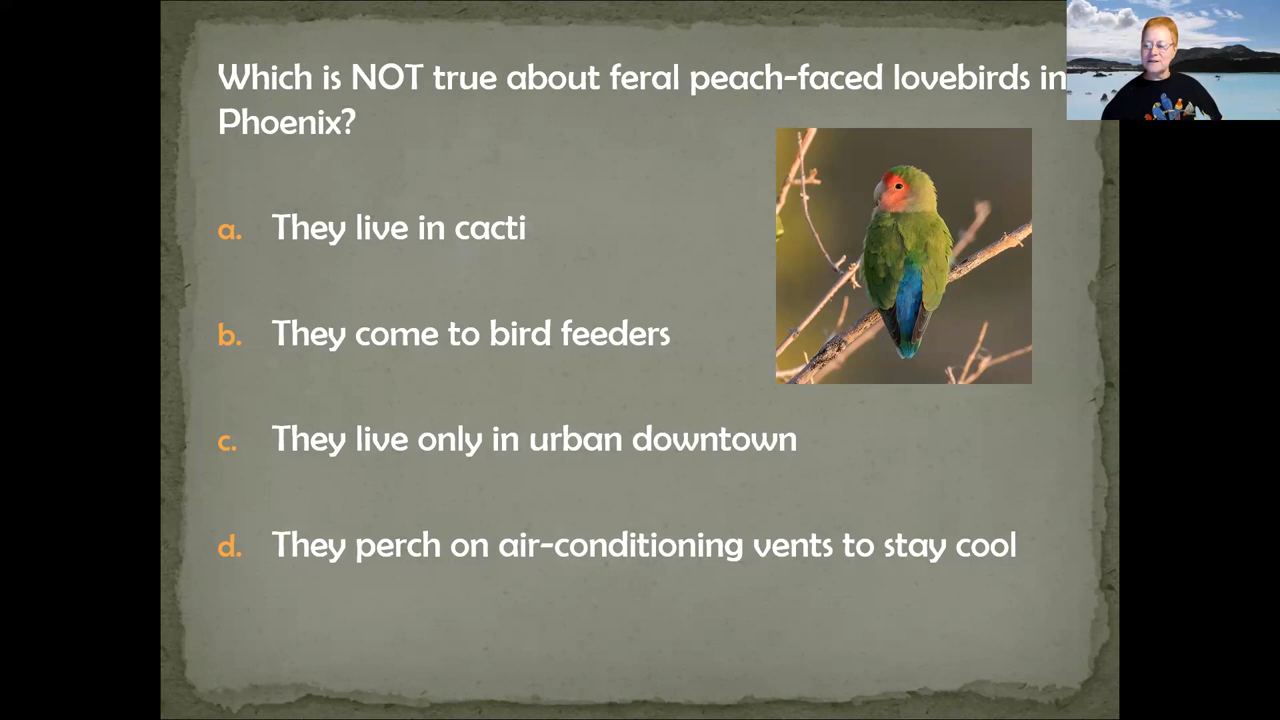 Which is NOT true about feral peach-faced lovebirds in
Phoenix?
a. They live in cacti
b. They come to bird feeders
c. They live only in urban downtown
d. They perch on air-conditioning vents to stay cool